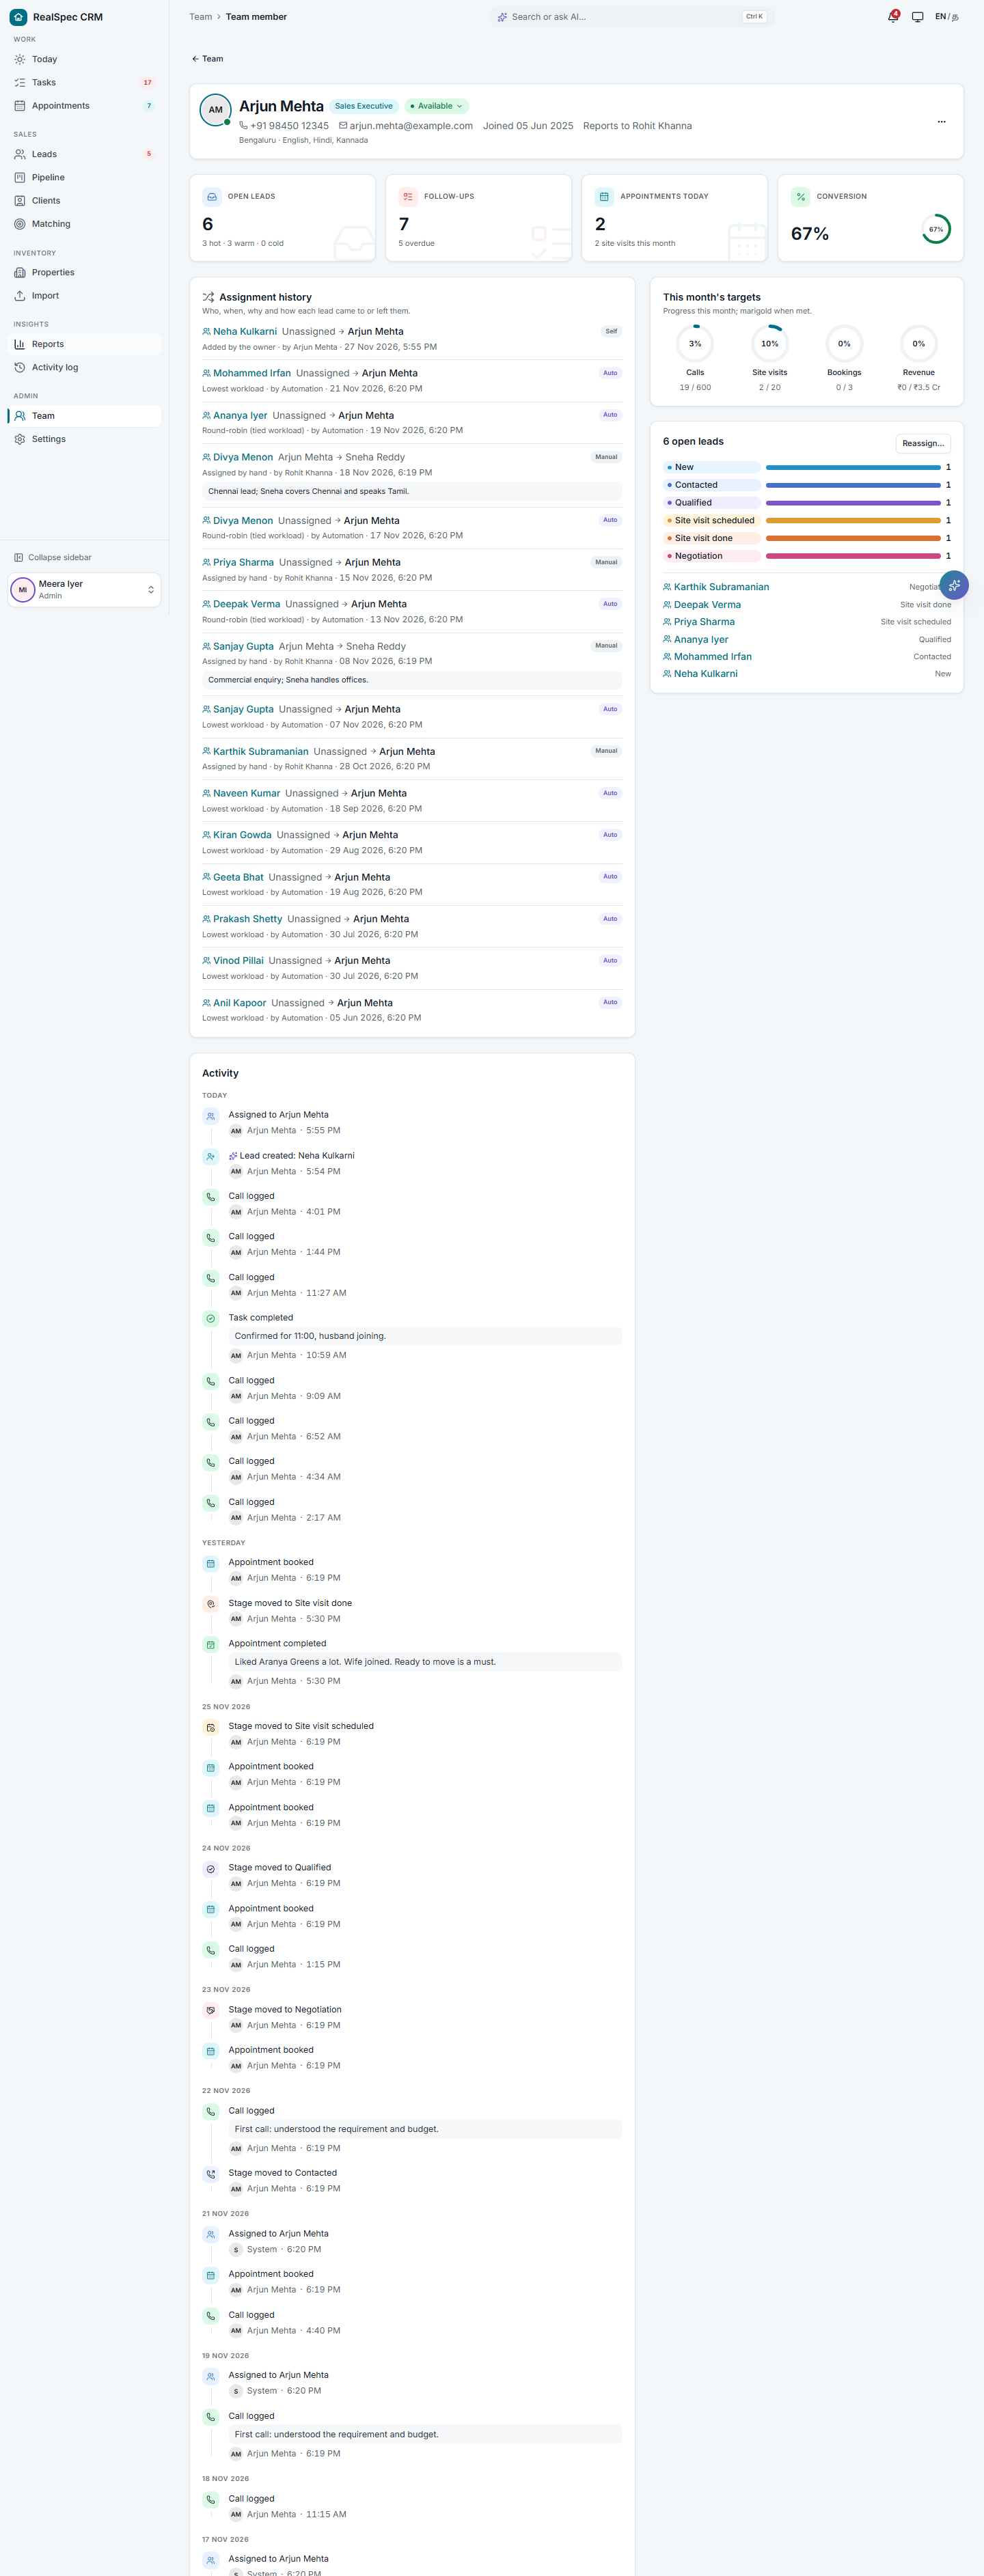 RealSpec CRM
WORK
Today
Tasks 17
Appointments 7
SALES
Leads 5
Pipeline
Clients
Matching
INVENTORY
Properties
Import
INSIGHTS
Reports
Activity log
ADMIN
Team
Settings
Collapse sidebar
MI Meera Iyer
Admin
Team > Team member
Search or ask AI... Ctrl K
4
EN /
← Team
AM
Arjun Mehta Sales Executive Available
+91 98450 12345 arjun.mehta@example.com Joined 05 Jun 2025 Reports to Rohit Khanna
Bengaluru · English, Hindi, Kannada
OPEN LEADS
6
3 hot · 3 warm · 0 cold
FOLLOW-UPS
7
5 overdue
APPOINTMENTS TODAY
2
2 site visits this month
CONVERSION
67%
67%
Assignment history
Who, when, why and how each lead came to or left them.
Neha Kulkarni Unassigned → Arjun Mehta Self
Added by the owner · by Arjun Mehta · 27 Nov 2026, 5:55 PM
Mohammed Irfan Unassigned → Arjun Mehta Auto
Lowest workload · by Automation · 21 Nov 2026, 6:20 PM
Ananya Iyer Unassigned → Arjun Mehta Auto
Round-robin (tied workload) · by Automation · 19 Nov 2026, 6:20 PM
Divya Menon Arjun Mehta → Sneha Reddy Manual
Assigned by hand · by Rohit Khanna · 18 Nov 2026, 6:19 PM
Chennai lead; Sneha covers Chennai and speaks Tamil.
Divya Menon Unassigned → Arjun Mehta Auto
Round-robin (tied workload) · by Automation · 17 Nov 2026, 6:20 PM
Priya Sharma Unassigned → Arjun Mehta Manual
Assigned by hand · by Rohit Khanna · 15 Nov 2026, 6:20 PM
Deepak Verma Unassigned → Arjun Mehta Auto
Round-robin (tied workload) · by Automation · 13 Nov 2026, 6:20 PM
Sanjay Gupta Arjun Mehta → Sneha Reddy Manual
Assigned by hand · by Rohit Khanna · 08 Nov 2026, 6:19 PM
Commercial enquiry; Sneha handles offices.
Sanjay Gupta Unassigned → Arjun Mehta Auto
Lowest workload · by Automation · 07 Nov 2026, 6:20 PM
Karthik Subramanian Unassigned → Arjun Mehta Manual
Assigned by hand · by Rohit Khanna · 28 Oct 2026, 6:20 PM
Naveen Kumar Unassigned → Arjun Mehta Auto
Lowest workload · by Automation · 18 Sep 2026, 6:20 PM
Kiran Gowda Unassigned → Arjun Mehta Auto
Lowest workload · by Automation · 29 Aug 2026, 6:20 PM
Geeta Bhat Unassigned → Arjun Mehta Auto
Lowest workload · by Automation · 19 Aug 2026, 6:20 PM
Prakash Shetty Unassigned → Arjun Mehta Auto
Lowest workload · by Automation · 30 Jul 2026, 6:20 PM
Vinod Pillai Unassigned → Arjun Mehta Auto
Lowest workload · by Automation · 30 Jul 2026, 6:20 PM
Anil Kapoor Unassigned → Arjun Mehta Auto
Lowest workload · by Automation · 05 Jun 2026, 6:20 PM
This month's targets
Progress this month; marigold when met.
3% 10% 0% 0%
Calls Site visits Bookings Revenue
19 / 600 2 / 20 0 / 3 ₹0 / ₹3.5 Cr
6 open leads Reassign...
New 1
Contacted 1
Qualified 1
Site visit scheduled 1
Site visit done 1
Negotiation 1
Karthik Subramanian Negotiat
Deepak Verma Site visit done
Priya Sharma Site visit scheduled
Ananya Iyer Qualified
Mohammed Irfan Contacted
Neha Kulkarni New
Activity
TODAY
Assigned to Arjun Mehta
AM Arjun Mehta · 5:55 PM
Lead created: Neha Kulkarni
AM Arjun Mehta · 5:54 PM
Call logged
AM Arjun Mehta · 4:01 PM
Call logged
AM Arjun Mehta · 1:44 PM
Call logged
AM Arjun Mehta · 11:27 AM
Task completed
Confirmed for 11:00, husband joining.
AM Arjun Mehta · 10:59 AM
Call logged
AM Arjun Mehta · 9:09 AM
Call logged
AM Arjun Mehta · 6:52 AM
Call logged
AM Arjun Mehta · 4:34 AM
Call logged
AM Arjun Mehta · 2:17 AM
YESTERDAY
Appointment booked
AM Arjun Mehta · 6:19 PM
Stage moved to Site visit done
AM Arjun Mehta · 5:30 PM
Appointment completed
Liked Aranya Greens a lot. Wife joined. Ready to move is a must.
AM Arjun Mehta · 5:30 PM
25 NOV 2026
Stage moved to Site visit scheduled
AM Arjun Mehta · 6:19 PM
Appointment booked
AM Arjun Mehta · 6:19 PM
Appointment booked
AM Arjun Mehta · 6:19 PM
24 NOV 2026
Stage moved to Qualified
AM Arjun Mehta · 6:19 PM
Appointment booked
AM Arjun Mehta · 6:19 PM
Call logged
AM Arjun Mehta · 1:15 PM
23 NOV 2026
Stage moved to Negotiation
AM Arjun Mehta · 6:19 PM
Appointment booked
AM Arjun Mehta · 6:19 PM
22 NOV 2026
Call logged
First call: understood the requirement and budget.
AM Arjun Mehta · 6:19 PM
Stage moved to Contacted
AM Arjun Mehta · 6:19 PM
21 NOV 2026
Assigned to Arjun Mehta
S System · 6:20 PM
Appointment booked
AM Arjun Mehta · 6:19 PM
Call logged
AM Arjun Mehta · 4:40 PM
19 NOV 2026
Assigned to Arjun Mehta
S System · 6:20 PM
Call logged
First call: understood the requirement and budget.
AM Arjun Mehta · 6:19 PM
18 NOV 2026
Call logged
AM Arjun Mehta · 11:15 AM
17 NOV 2026
Assigned to Arjun Mehta
S System · 6:20 PM